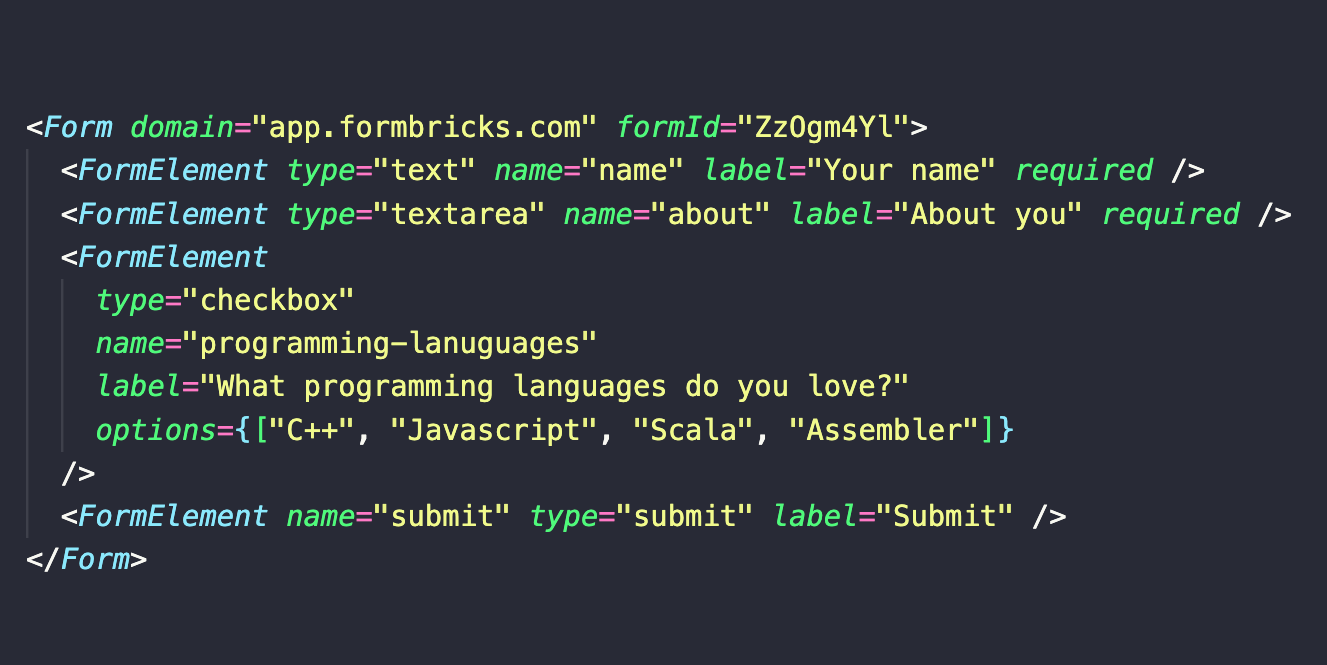 <Form domain="app.formbricks.com" formId="ZzOgm4Yl">
<FormElement type="text" name="name" label="Your name" required />
<FormElement type="textarea" name="about" label="About you" required />
<FormElement
type="checkbox"
name="programming-lanuguages"
label="What programming languages do you love?"
options={["C++", "Javascript", "Scala", "Assembler"]}
/>
<FormElement name="submit" type="submit" label="Submit" />
</Form>